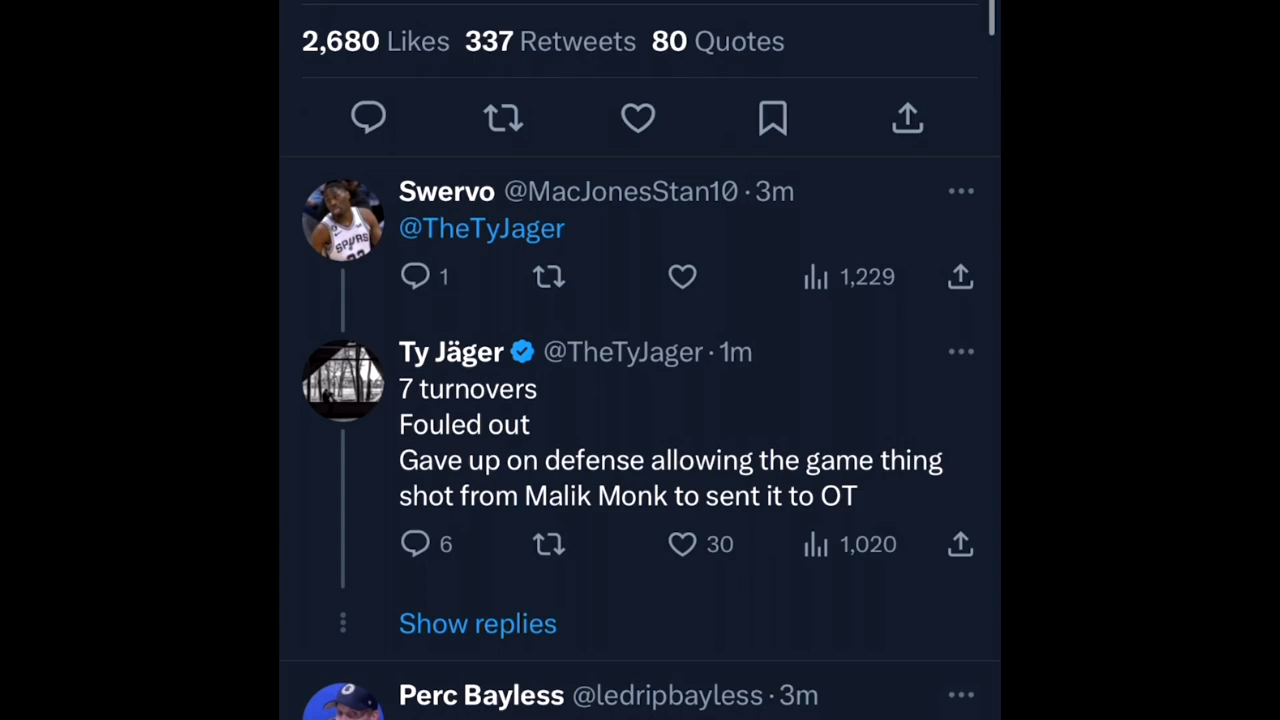 2,680 Likes 337 Retweets 80 Quotes
Swervo @MacJonesStan10 · 3m
@TheTyJager
1 1,229
Ty Jäger @TheTyJager · 1m
7 turnovers
Fouled out
Gave up on defense allowing the game thing
shot from Malik Monk to sent it to OT
6 30 1,020
Show replies
Perc Bayless @ledripbayless · 3m